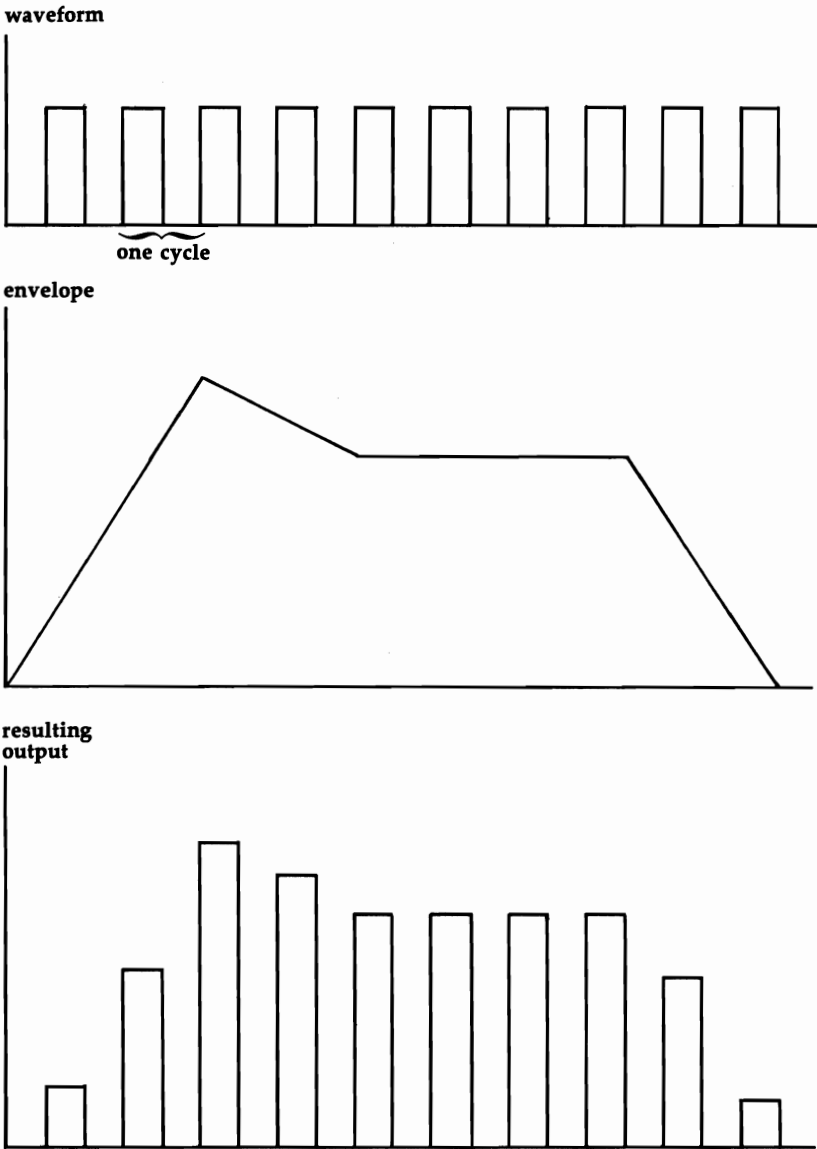 waveform
one cycle
envelope
resulting
output